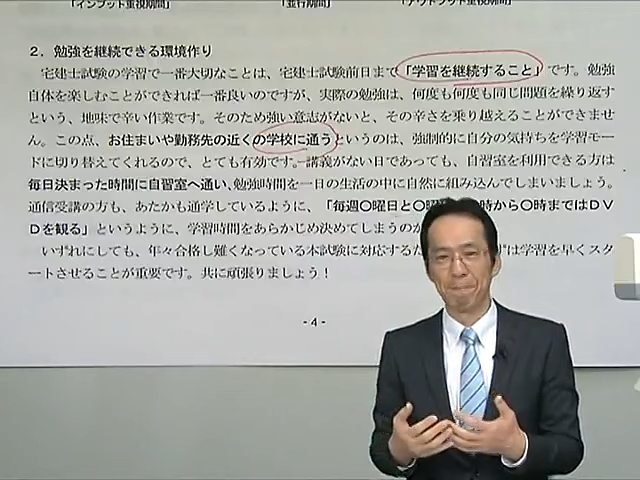 「インプット重視期間」　「並行期間」　「アウトプット重視期間」
２．勉強を継続できる環境作り
宅建士試験の学習で一番大切なことは、宅建士試験前日まで「学習を継続すること」です。勉強
自体を楽しむことができれば一番良いのですが、実際の勉強は、何度も何度も同じ問題を繰り返す
という、地味で辛い作業です。そのため強い意志がないと、その辛さを乗り越えることができませ
ん。この点、お住まいや勤務先の近くの学校に通うというのは、強制的に自分の気持ちを学習モー
ドに切り替えてくれるので、とても有効です。講義がない日であっても、自習室を利用できる方は
毎日決まった時間に自習室へ通い、勉強時間を一日の生活の中に自然に組み込んでしまいましょう。
通信受講の方も、あたかも通学しているように、「毎週〇曜日と〇曜 時から〇時まではＤＶ
Ｄを観る」というように、学習時間をあらかじめ決めてしまうのが
いずれにしても、年々合格し難くなっている本試験に対応するた は学習を早くスタ
ートさせることが重要です。共に頑張りましょう！
- 4 -